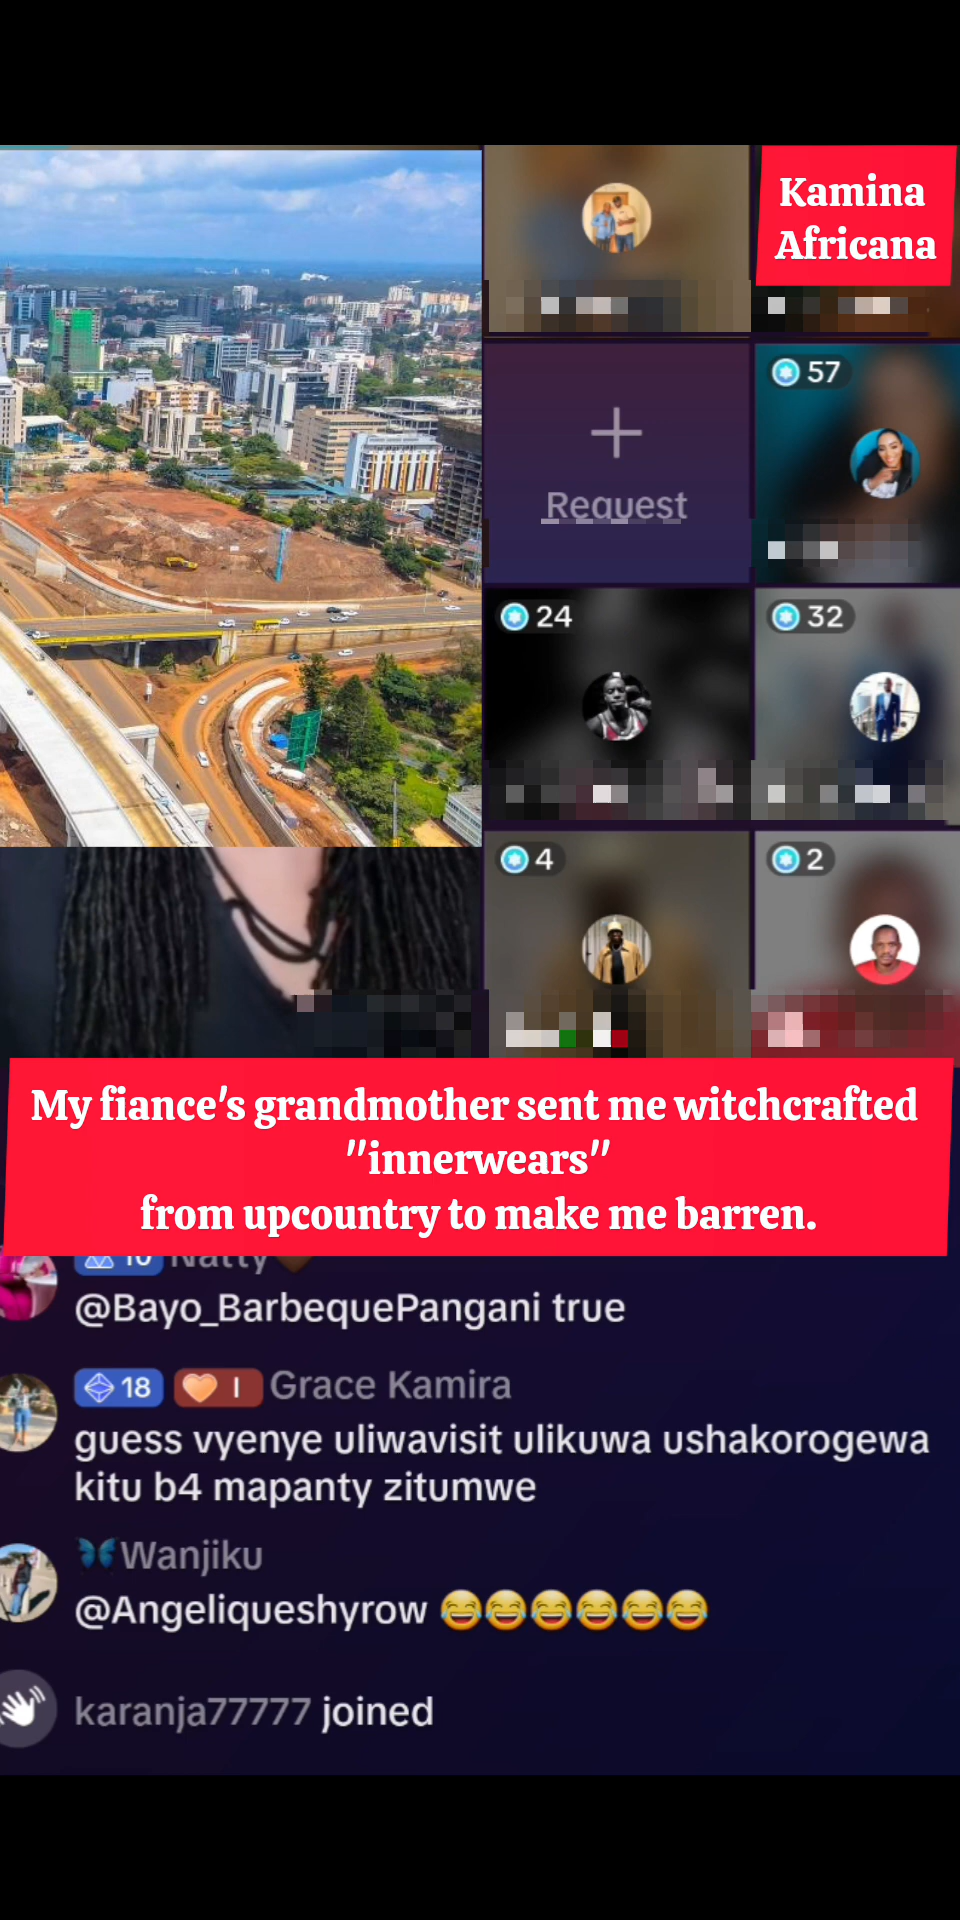 Kamina
Africana
57
Request
24
32
4
2
My fiance's grandmother sent me witchcrafted
"innerwears"
from upcountry to make me barren.
10 Natty
@Bayo_BarbequePangani true
18 I Grace Kamira
guess vyenye uliwavisit ulikuwa ushakorogewa
kitu b4 mapanty zitumwe
Wanjiku
@Angeliqueshyrow 😂😂😂😂😂😂
karanja77777 joined